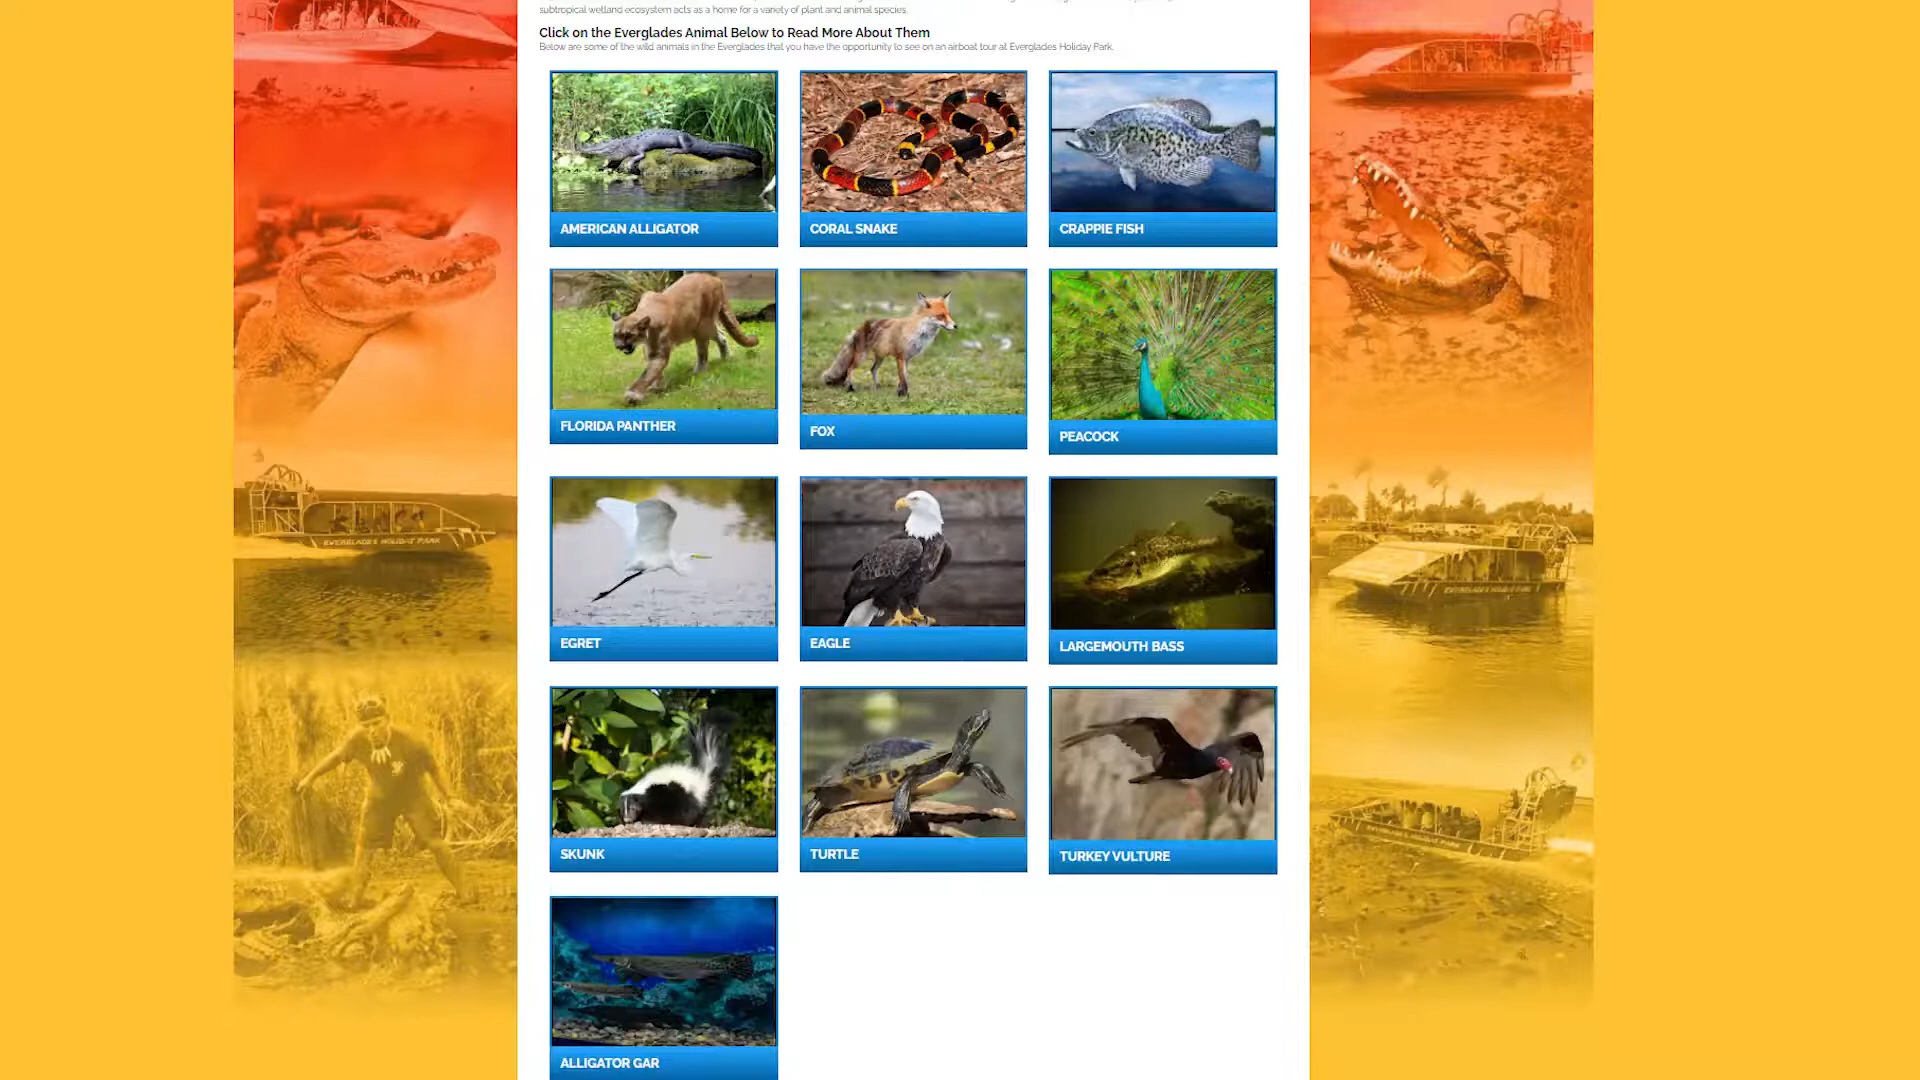 subtropical wetland ecosystem acts as a home for a variety of plant and animal species.
Click on the Everglades Animal Below to Read More About Them
Below are some of the wild animals in the Everglades that you have the opportunity to see on an airboat tour at Everglades Holiday Park.
AMERICAN ALLIGATOR
CORAL SNAKE
CRAPPIE FISH
FLORIDA PANTHER
FOX
PEACOCK
EGRET
EAGLE
LARGEMOUTH BASS
EVERGLADES HOLIDAY PARK
SKUNK
TURTLE
TURKEY VULTURE
ALLIGATOR GAR